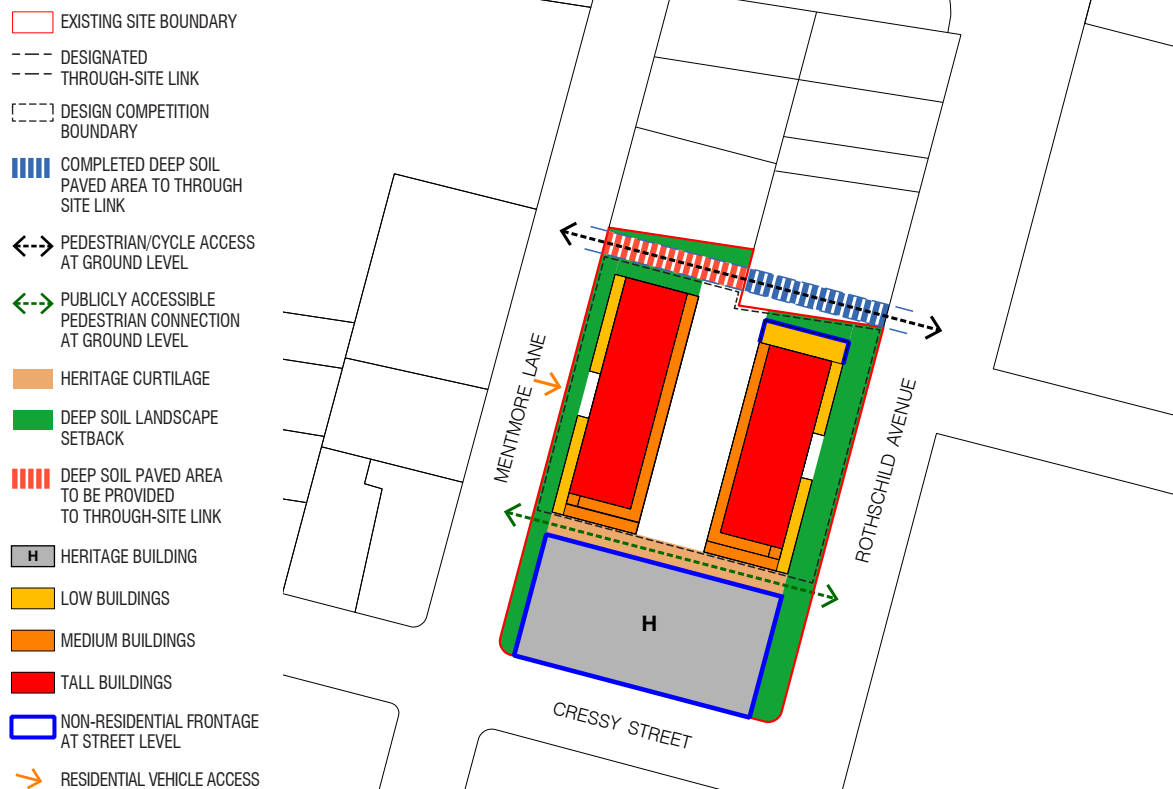 EXISTING SITE BOUNDARY
DESIGNATED
THROUGH-SITE LINK
DESIGN COMPETITION
BOUNDARY
COMPLETED DEEP SOIL
PAVED AREA TO THROUGH
SITE LINK
PEDESTRIAN/CYCLE ACCESS
AT GROUND LEVEL
PUBLICLY ACCESSIBLE
PEDESTRIAN CONNECTION
AT GROUND LEVEL
HERITAGE CURTILAGE
DEEP SOIL LANDSCAPE
SETBACK
DEEP SOIL PAVED AREA
TO BE PROVIDED
TO THROUGH-SITE LINK
H HERITAGE BUILDING
LOW BUILDINGS
MEDIUM BUILDINGS
TALL BUILDINGS
NON-RESIDENTIAL FRONTAGE
AT STREET LEVEL
RESIDENTIAL VEHICLE ACCESS
MENTMORE LANE
ROTHSCHILD AVENUE
H
CRESSY STREET